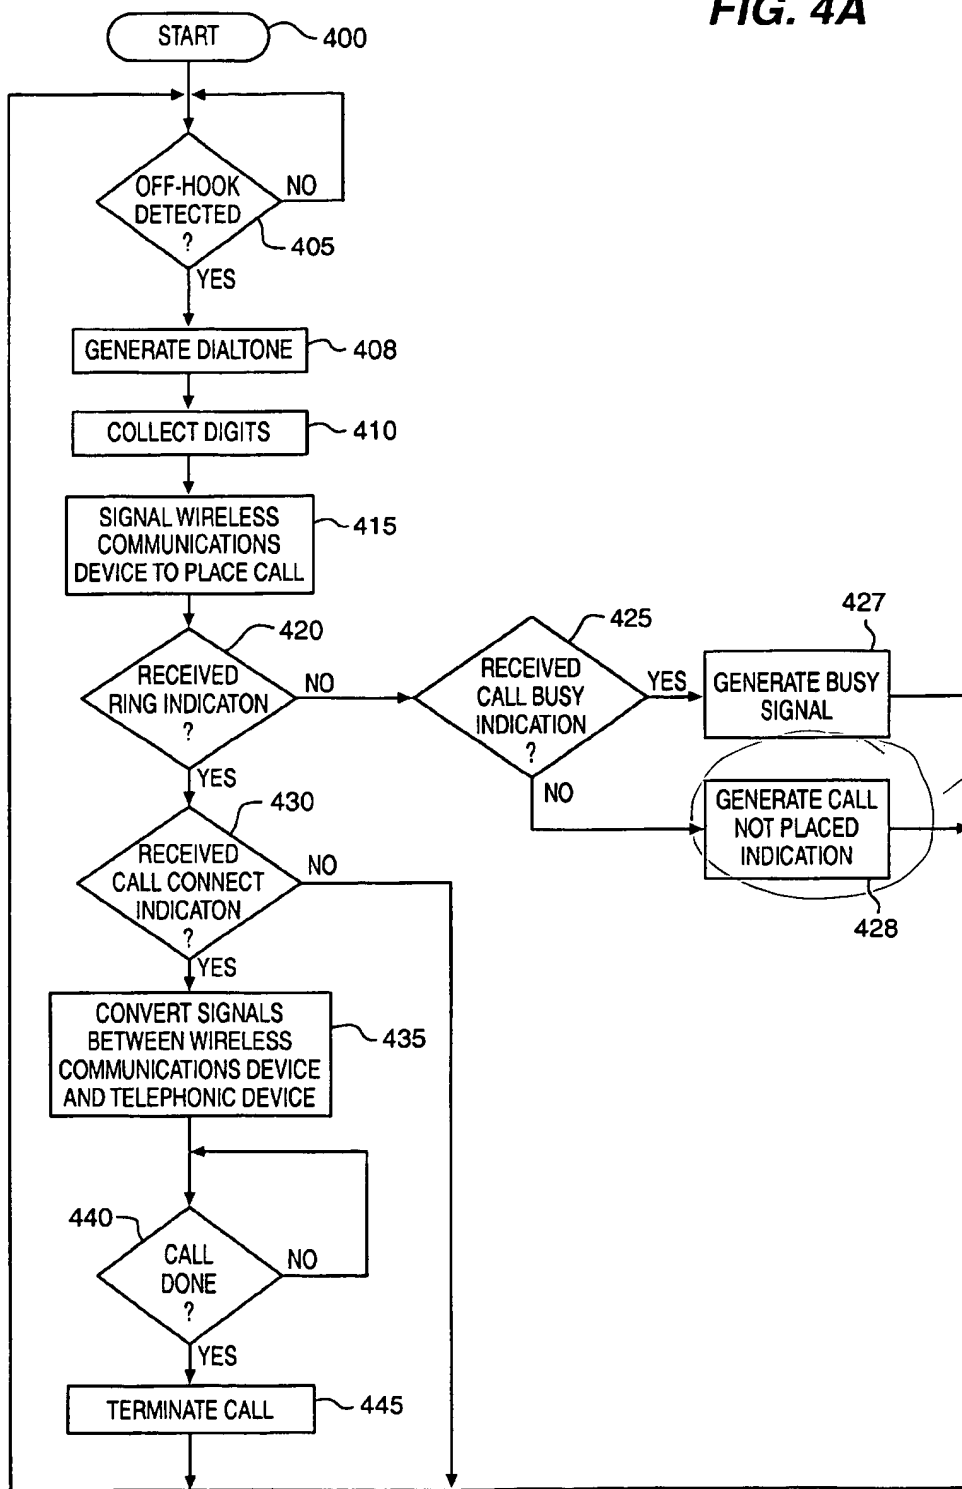 FIG. 4A
START
400
OFF-HOOK
DETECTED
?
NO
405
YES
GENERATE DIALTONE
408
COLLECT DIGITS
410
SIGNAL WIRELESS
COMMUNICATIONS
DEVICE TO PLACE CALL
415
RECEIVED
RING INDICATON
?
420
NO
YES
RECEIVED
CALL BUSY
INDICATION
?
425
YES
NO
GENERATE BUSY
SIGNAL
427
GENERATE CALL
NOT PLACED
INDICATION
428
RECEIVED
CALL CONNECT
INDICATON
?
430
NO
YES
CONVERT SIGNALS
BETWEEN WIRELESS
COMMUNICATIONS DEVICE
AND TELEPHONIC DEVICE
435
440
CALL
DONE
?
NO
YES
TERMINATE CALL
445